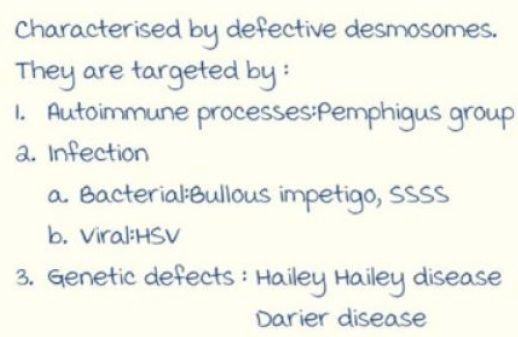 Characterised by defective desmosomes.
They are targeted by :
1. Autoimmune processes:Pemphigus group
2. Infection
a. Bacterial:Bullous impetigo, SSSS
b. Viral:HSV
3. Genetic defects : Hailey Hailey disease
Darier disease